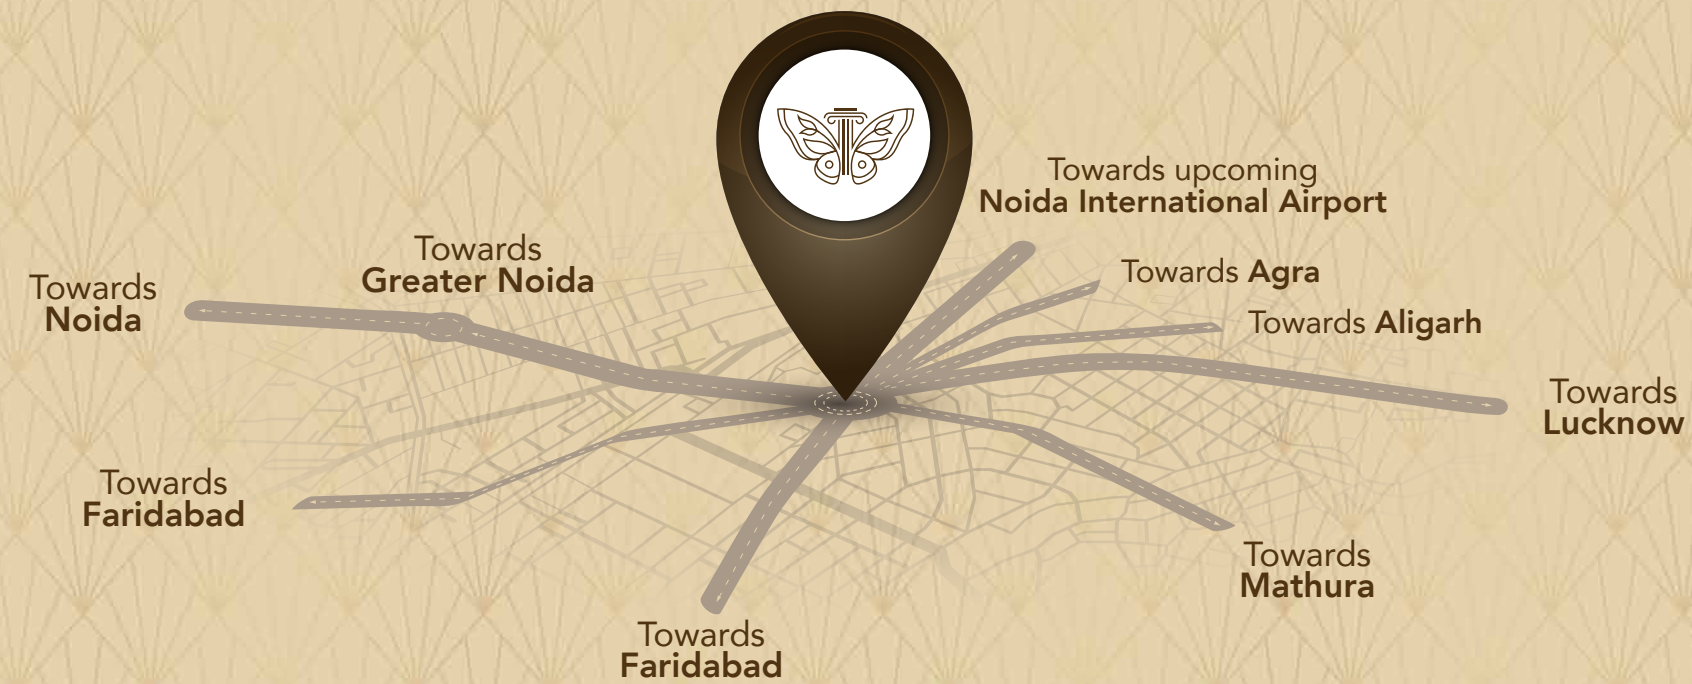 Towards upcoming
Noida International Airport
Towards
Greater Noida
Towards
Noida
Towards Agra
Towards Aligarh
Towards
Lucknow
Towards
Faridabad
Towards
Mathura
Towards
Faridabad